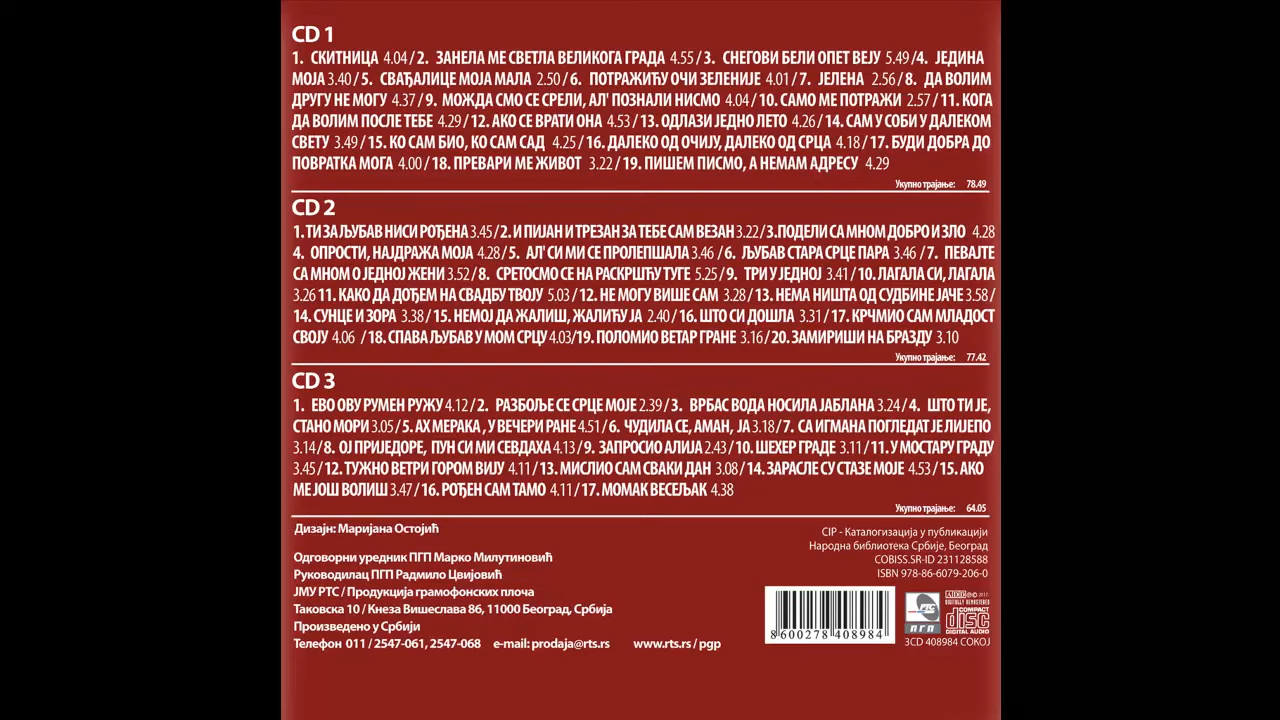 CD 1
1. СКИТНИЦА 4.04 / 2. ЗАНЕЛА МЕ СВЕТЛА ВЕЛИКОГА ГРАДА 4.55 / 3. СНЕГОВИ БЕЛИ ОПЕТ ВЕЈУ 5.49 / 4. ЈЕДИНА
МОЈА 3.40 / 5. СВАЂАЛИЦЕ МОЈА МАЛА 2.50 / 6. ПОТРАЖИЋУ ОЧИ ЗЕЛЕНИЈЕ 4.01 / 7. ЈЕЛЕНА 2.56 / 8. ДА ВОЛИМ
ДРУГУ НЕ МОГУ 4.37 / 9. МОЖДА СМО СЕ СРЕЛИ, АЛ' ПОЗНАЛИ НИСМО 4.04 / 10. САМО МЕ ПОТРАЖИ 2.57 / 11. КОГА
ДА ВОЛИМ ПОСЛЕ ТЕБЕ 4.29 / 12. АКО СЕ ВРАТИ ОНА 4.53 / 13. ОДЛАЗИ ЈЕДНО ЛЕТО 4.26 / 14. САМ У СОБИ У ДАЛЕКОМ
СВЕТУ 3.49 / 15. КО САМ БИО, КО САМ САД 4.25 / 16. ДАЛЕКО ОД ОЧИЈУ, ДАЛЕКО ОД СРЦА 4.18 / 17. БУДИ ДОБРА ДО
ПОВРАТКА МОГА 4.00 / 18. ПРЕВАРИ МЕ ЖИВОТ 3.22 / 19. ПИШЕМ ПИСМО, А НЕМАМ АДРЕСУ 4.29
Укупно трајање: 78.49
CD 2
1. ТИ ЗА ЉУБАВ НИСИ РОЂЕНА 3.45 / 2. И ПИЈАН И ТРЕЗАН ЗА ТЕБЕ САМ ВЕЗАН 3.22 / 3.ПОДЕЛИ СА МНОМ ДОБРО И ЗЛО 4.28
4. ОПРОСТИ, НАЈДРАЖА МОЈА 4.28 / 5. АЛ' СИ МИ СЕ ПРОЛЕПШАЛА 3.46 / 6. ЉУБАВ СТАРА СРЦЕ ПАРА 3.46 / 7. ПЕВАЈТЕ
СА МНОМ О ЈЕДНОЈ ЖЕНИ 3.52 / 8. СРЕТОСМО СЕ НА РАСКРШЋУ ТУГЕ 5.25 / 9. ТРИ У ЈЕДНОЈ 3.41 / 10. ЛАГАЛА СИ, ЛАГАЛА
3.26 11. КАКО ДА ДОЂЕМ НА СВАДБУ ТВОЈУ 5.03 / 12. НЕ МОГУ ВИШЕ САМ 3.28 / 13. НЕМА НИШТА ОД СУДБИНЕ ЈАЧЕ 3.58 /
14. СУНЦЕ И ЗОРА 3.38 / 15. НЕМОЈ ДА ЖАЛИШ, ЖАЛИЋУ ЈА 2.40 / 16. ШТО СИ ДОШЛА 3.31 / 17. КРЧМИО САМ МЛАДОСТ
СВОЈУ 4.06 / 18. СПАВА ЉУБАВ У МОМ СРЦУ 4.03/19. ПОЛОМИО ВЕТАР ГРАНЕ 3.16 / 20. ЗАМИРИШИ НА БРАЗДУ 3.10
Укупно трајање: 77.42
CD 3
1. ЕВО ОВУ РУМЕН РУЖУ 4.12 / 2. РАЗБОЉЕ СЕ СРЦЕ МОЈЕ 2.39 / 3. ВРБАС ВОДА НОСИЛА ЈАБЛАНА 3.24 / 4. ШТО ТИ ЈЕ,
СТАНО МОРИ 3.05 / 5. АХ МЕРАКА , У ВЕЧЕРИ РАНЕ 4.51 / 6. ЧУДИЛА СЕ, АМАН, ЈА 3.18 / 7. СА ИГМАНА ПОГЛЕДАТ ЈЕ ЛИЈЕПО
3.14 / 8. ОЈ ПРИЈЕДОРЕ, ПУН СИ МИ СЕВДАХА 4.13 / 9. ЗАПРОСИО АЛИЈА 2.43 / 10. ШЕХЕР ГРАДЕ 3.11 / 11. У МОСТАРУ ГРАДУ
3.45 / 12. ТУЖНО ВЕТРИ ГОРОМ ВИЈУ 4.11 / 13. МИСЛИО САМ СВАКИ ДАН 3.08 / 14. ЗАРАСЛЕ СУ СТАЗЕ МОЈЕ 4.53 / 15. АКО
МЕ ЈОШ ВОЛИШ 3.47 / 16. РОЂЕН САМ ТАМО 4.11 / 17. МОМАК ВЕСЕЉАК 4.38
Укупно трајање: 64.05
Дизајн: Маријана Остојић
Одговорни уредник ПГП Марко Милутиновић
Руководилац ПГП Радмило Цвијовић
ЈМУ РТС / Продукција грамофонских плоча
Таковска 10 / Кнеза Вишеслава 86, 11000 Београд, Србија
Произведено у Србији
Телефон 011 / 2547-061, 2547-068 e-mail: prodaja@rts.rs www.rts.rs / pgp
CIP - Каталогизација у публикацији
Народна библиотека Србије, Београд
COBISS.SR-ID 231128588
ISBN 978-86-6079-206-0
8600278408984
РТС
ПГП
ADD ℗© 2017.
DIGITALLY REMASTERED
COMPACT
disc
DIGITAL AUDIO
3CD 408984 СОКОЈ